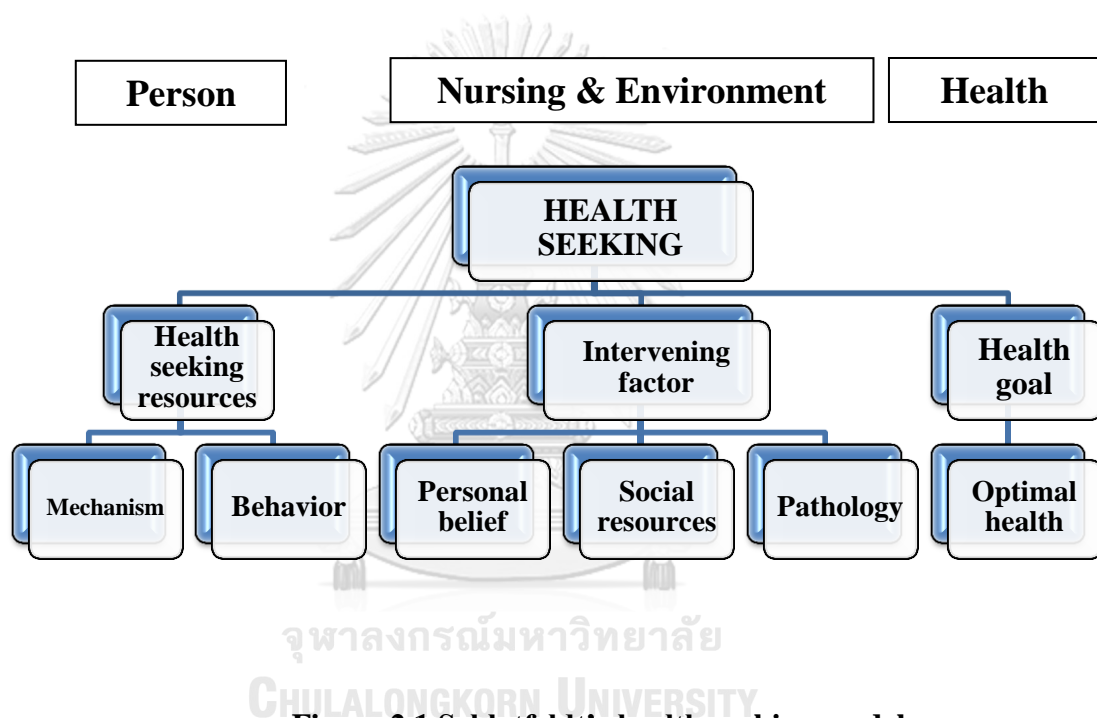 Person
Nursing & Environment
Health
HEALTH
SEEKING
Health
seeking
resources
Intervening
factor
Health
goal
Mechanism
Behavior
Personal
belief
Social
resources
Pathology
Optimal
health
จุฬาลงกรณ์มหาวิทยาลัย
CHULALONGKORN UNIVERSITY